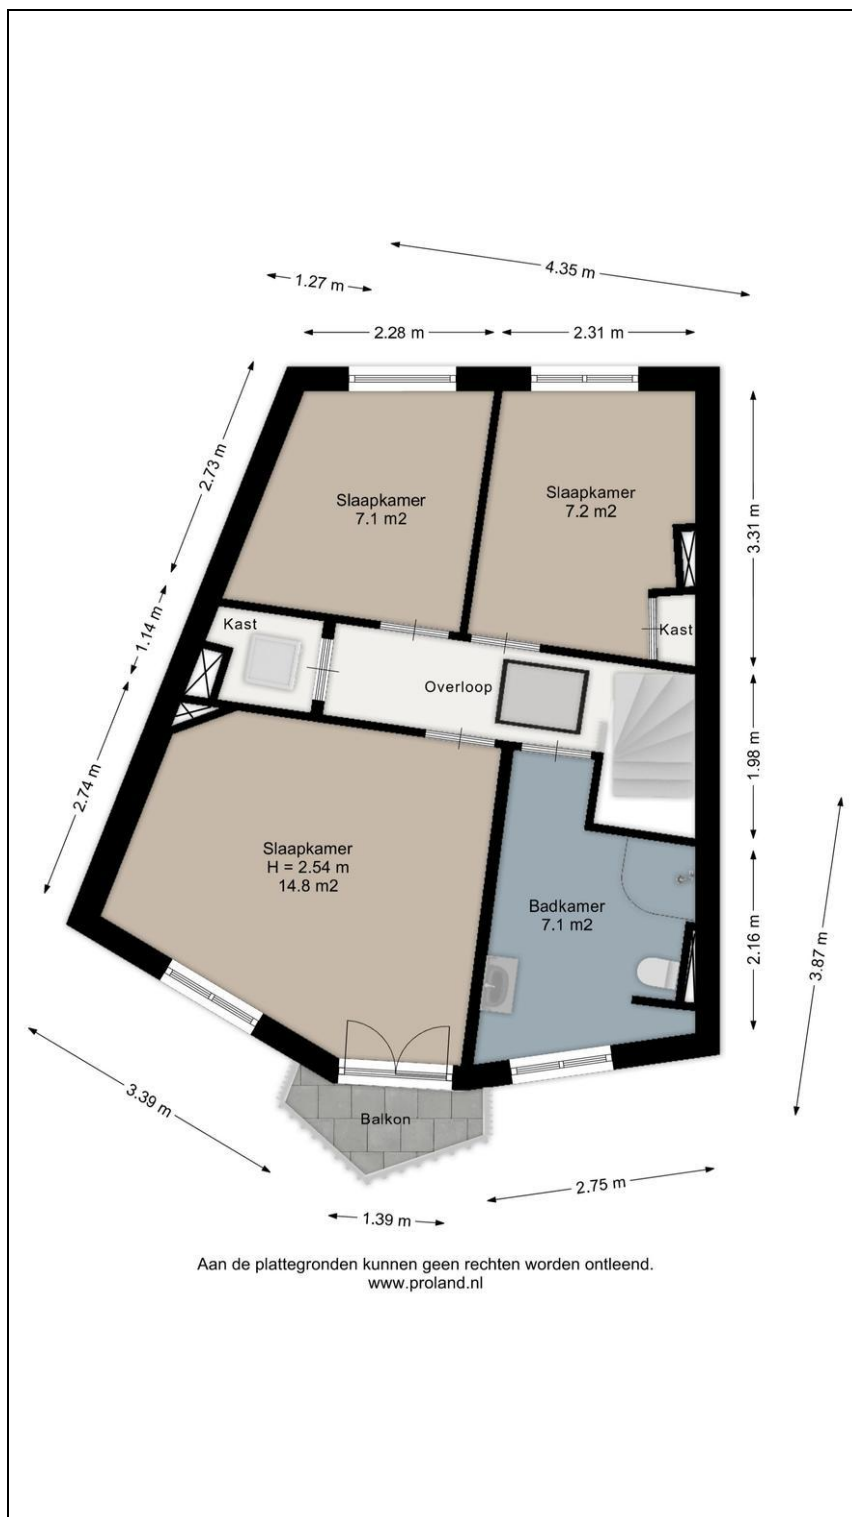 4.35 m
1.27 m
2.28 m
2.31 m
2.73 m
Slaapkamer
7.1 m2
Slaapkamer
7.2 m2
3.31 m
1.14 m
Kast
Kast
Overloop
1.98 m
2.74 m
Slaapkamer
H = 2.54 m
14.8 m2
Badkamer
7.1 m2
2.16 m
3.87 m
3.39 m
Balkon
2.75 m
1.39 m
Aan de plattegronden kunnen geen rechten worden ontleend.
www.proland.nl